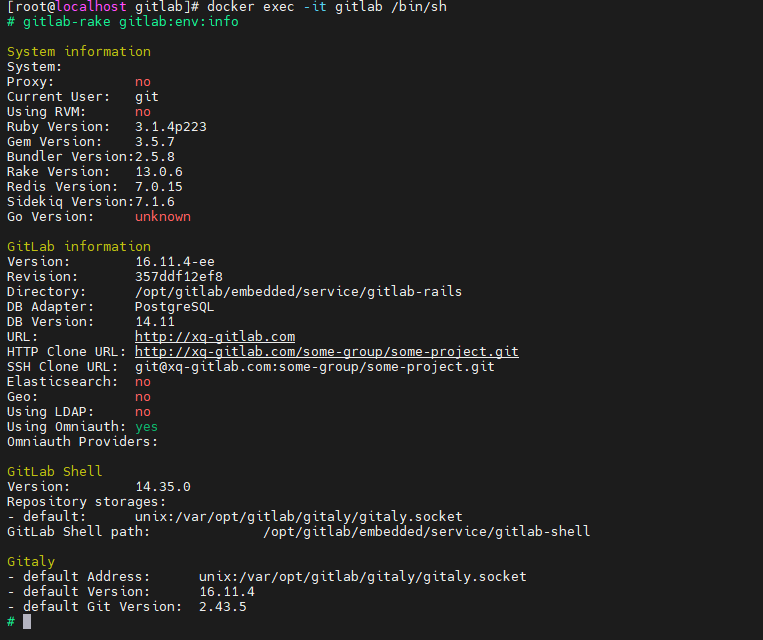 [root@localhost gitlab]# docker exec -it gitlab /bin/sh
# gitlab-rake gitlab:env:info
System information
System:
Proxy: no
Current User: git
Using RVM: no
Ruby Version: 3.1.4p223
Gem Version: 3.5.7
Bundler Version:2.5.8
Rake Version: 13.0.6
Redis Version: 7.0.15
Sidekiq Version:7.1.6
Go Version: unknown
GitLab information
Version: 16.11.4-ee
Revision: 357ddf12ef8
Directory: /opt/gitlab/embedded/service/gitlab-rails
DB Adapter: PostgreSQL
DB Version: 14.11
URL: http://xq-gitlab.com
HTTP Clone URL: http://xq-gitlab.com/some-group/some-project.git
SSH Clone URL: git@xq-gitlab.com:some-group/some-project.git
Elasticsearch: no
Geo: no
Using LDAP: no
Using Omniauth: yes
Omniauth Providers:
GitLab Shell
Version: 14.35.0
Repository storages:
- default: unix:/var/opt/gitlab/gitaly/gitaly.socket
GitLab Shell path: /opt/gitlab/embedded/service/gitlab-shell
Gitaly
- default Address: unix:/var/opt/gitlab/gitaly/gitaly.socket
- default Version: 16.11.4
- default Git Version: 2.43.5
#